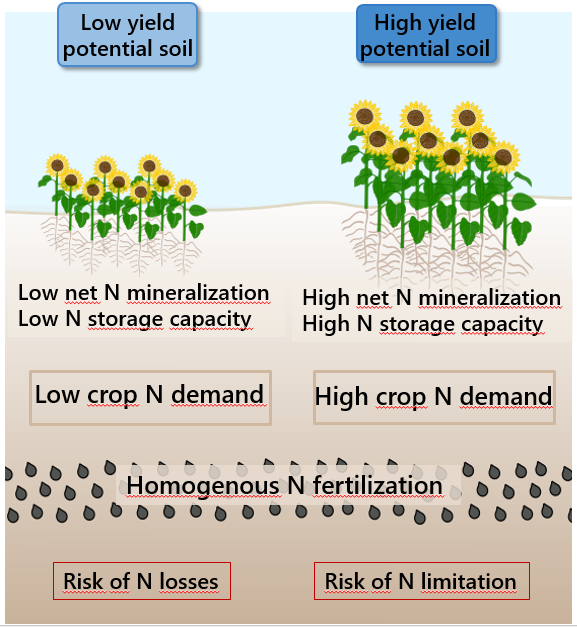 Low yield
potential soil
High yield
potential soil
Low net N mineralization
Low N storage capacity
High net N mineralization
High N storage capacity
Low crop N demand
High crop N demand
Homogenous N fertilization
Risk of N losses
Risk of N limitation